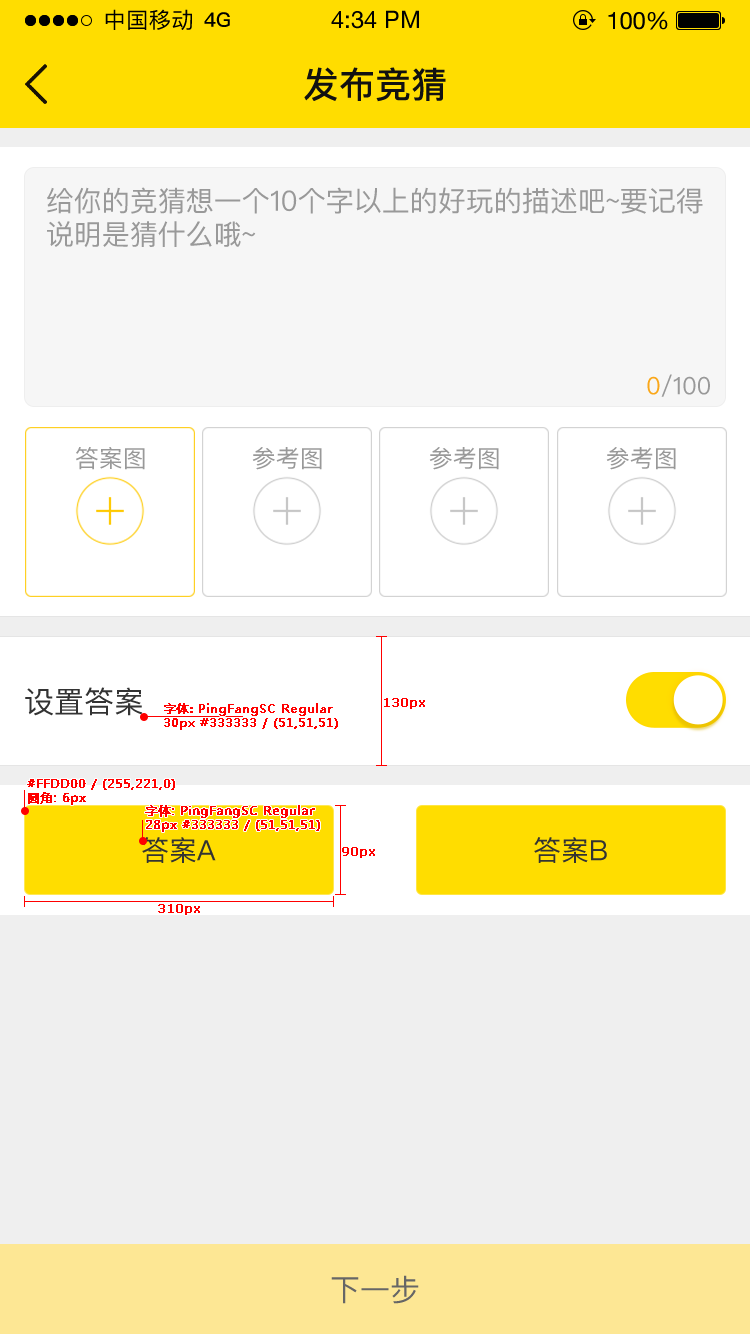 中国移动 4G 4:34 PM 100%
发布竞猜
给你的竞猜想一个10个字以上的好玩的描述吧~要记得
说明是猜什么哦~
0/100
答案图 参考图 参考图 参考图
设置答案
字体: PingFangSC Regular
30px #333333 / (51,51,51)
130px
#FFDD00 / (255,221,0)
圆角: 6px
字体: PingFangSC Regular
28px #333333 / (51,51,51)
答案A
90px
答案B
310px
下一步